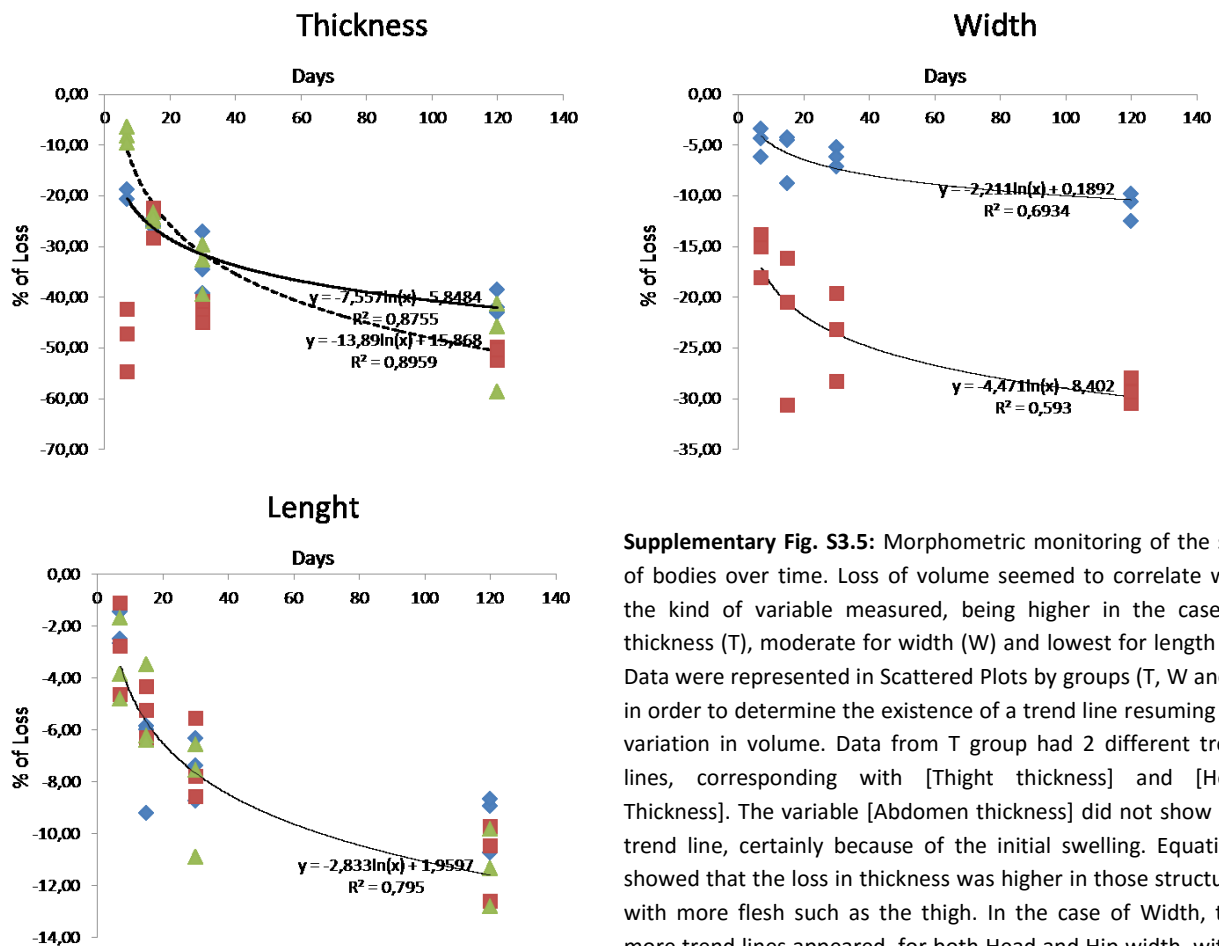 Thickness
Days
0,00
0 20 40 60 80 100 120 140
-10,00
-20,00
-30,00
-40,00
-50,00
-60,00
-70,00
% of Loss
y = -7,557ln(x) - 5,8484
R² = 0,8755
y = -13,89ln(x) + 15,868
R² = 0,8959
Width
Days
0,00
0 20 40 60 80 100 120 140
-5,00
-10,00
-15,00
-20,00
-25,00
-30,00
-35,00
% of Loss
y = -2,211ln(x) + 0,1892
R² = 0,6934
y = -4,471ln(x) - 8,402
R² = 0,593
Lenght
Days
0,00
0 20 40 60 80 100 120 140
-2,00
-4,00
-6,00
-8,00
-10,00
-12,00
-14,00
% of Loss
y = -2,833ln(x) + 1,9597
R² = 0,795
Supplementary Fig. S3.5: Morphometric monitoring of the
of bodies over time. Loss of volume seemed to correlate
the kind of variable measured, being higher in the case
thickness (T), moderate for width (W) and lowest for length
Data were represented in Scattered Plots by groups (T, W and
in order to determine the existence of a trend line resuming
variation in volume. Data from T group had 2 different
lines, corresponding with [Thight thickness] and
Thickness]. The variable [Abdomen thickness] did not show
trend line, certainly because of the initial swelling.
showed that the loss in thickness was higher in those
with more flesh such as the thigh. In the case of Width,
more trend lines appeared, for both Head and Hip width,